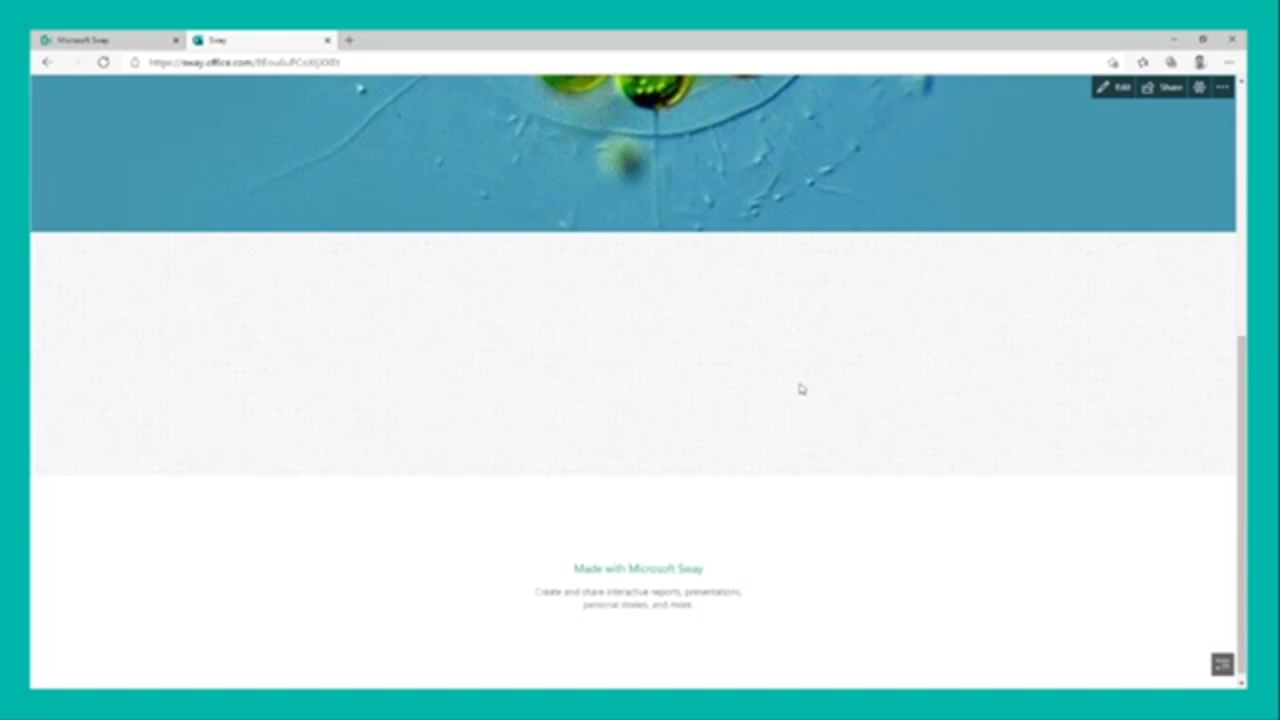 Microsoft Sway
Sway
Edit
Share
Made with Microsoft Sway
Create and share interactive reports, presentations,
personal stories, and more